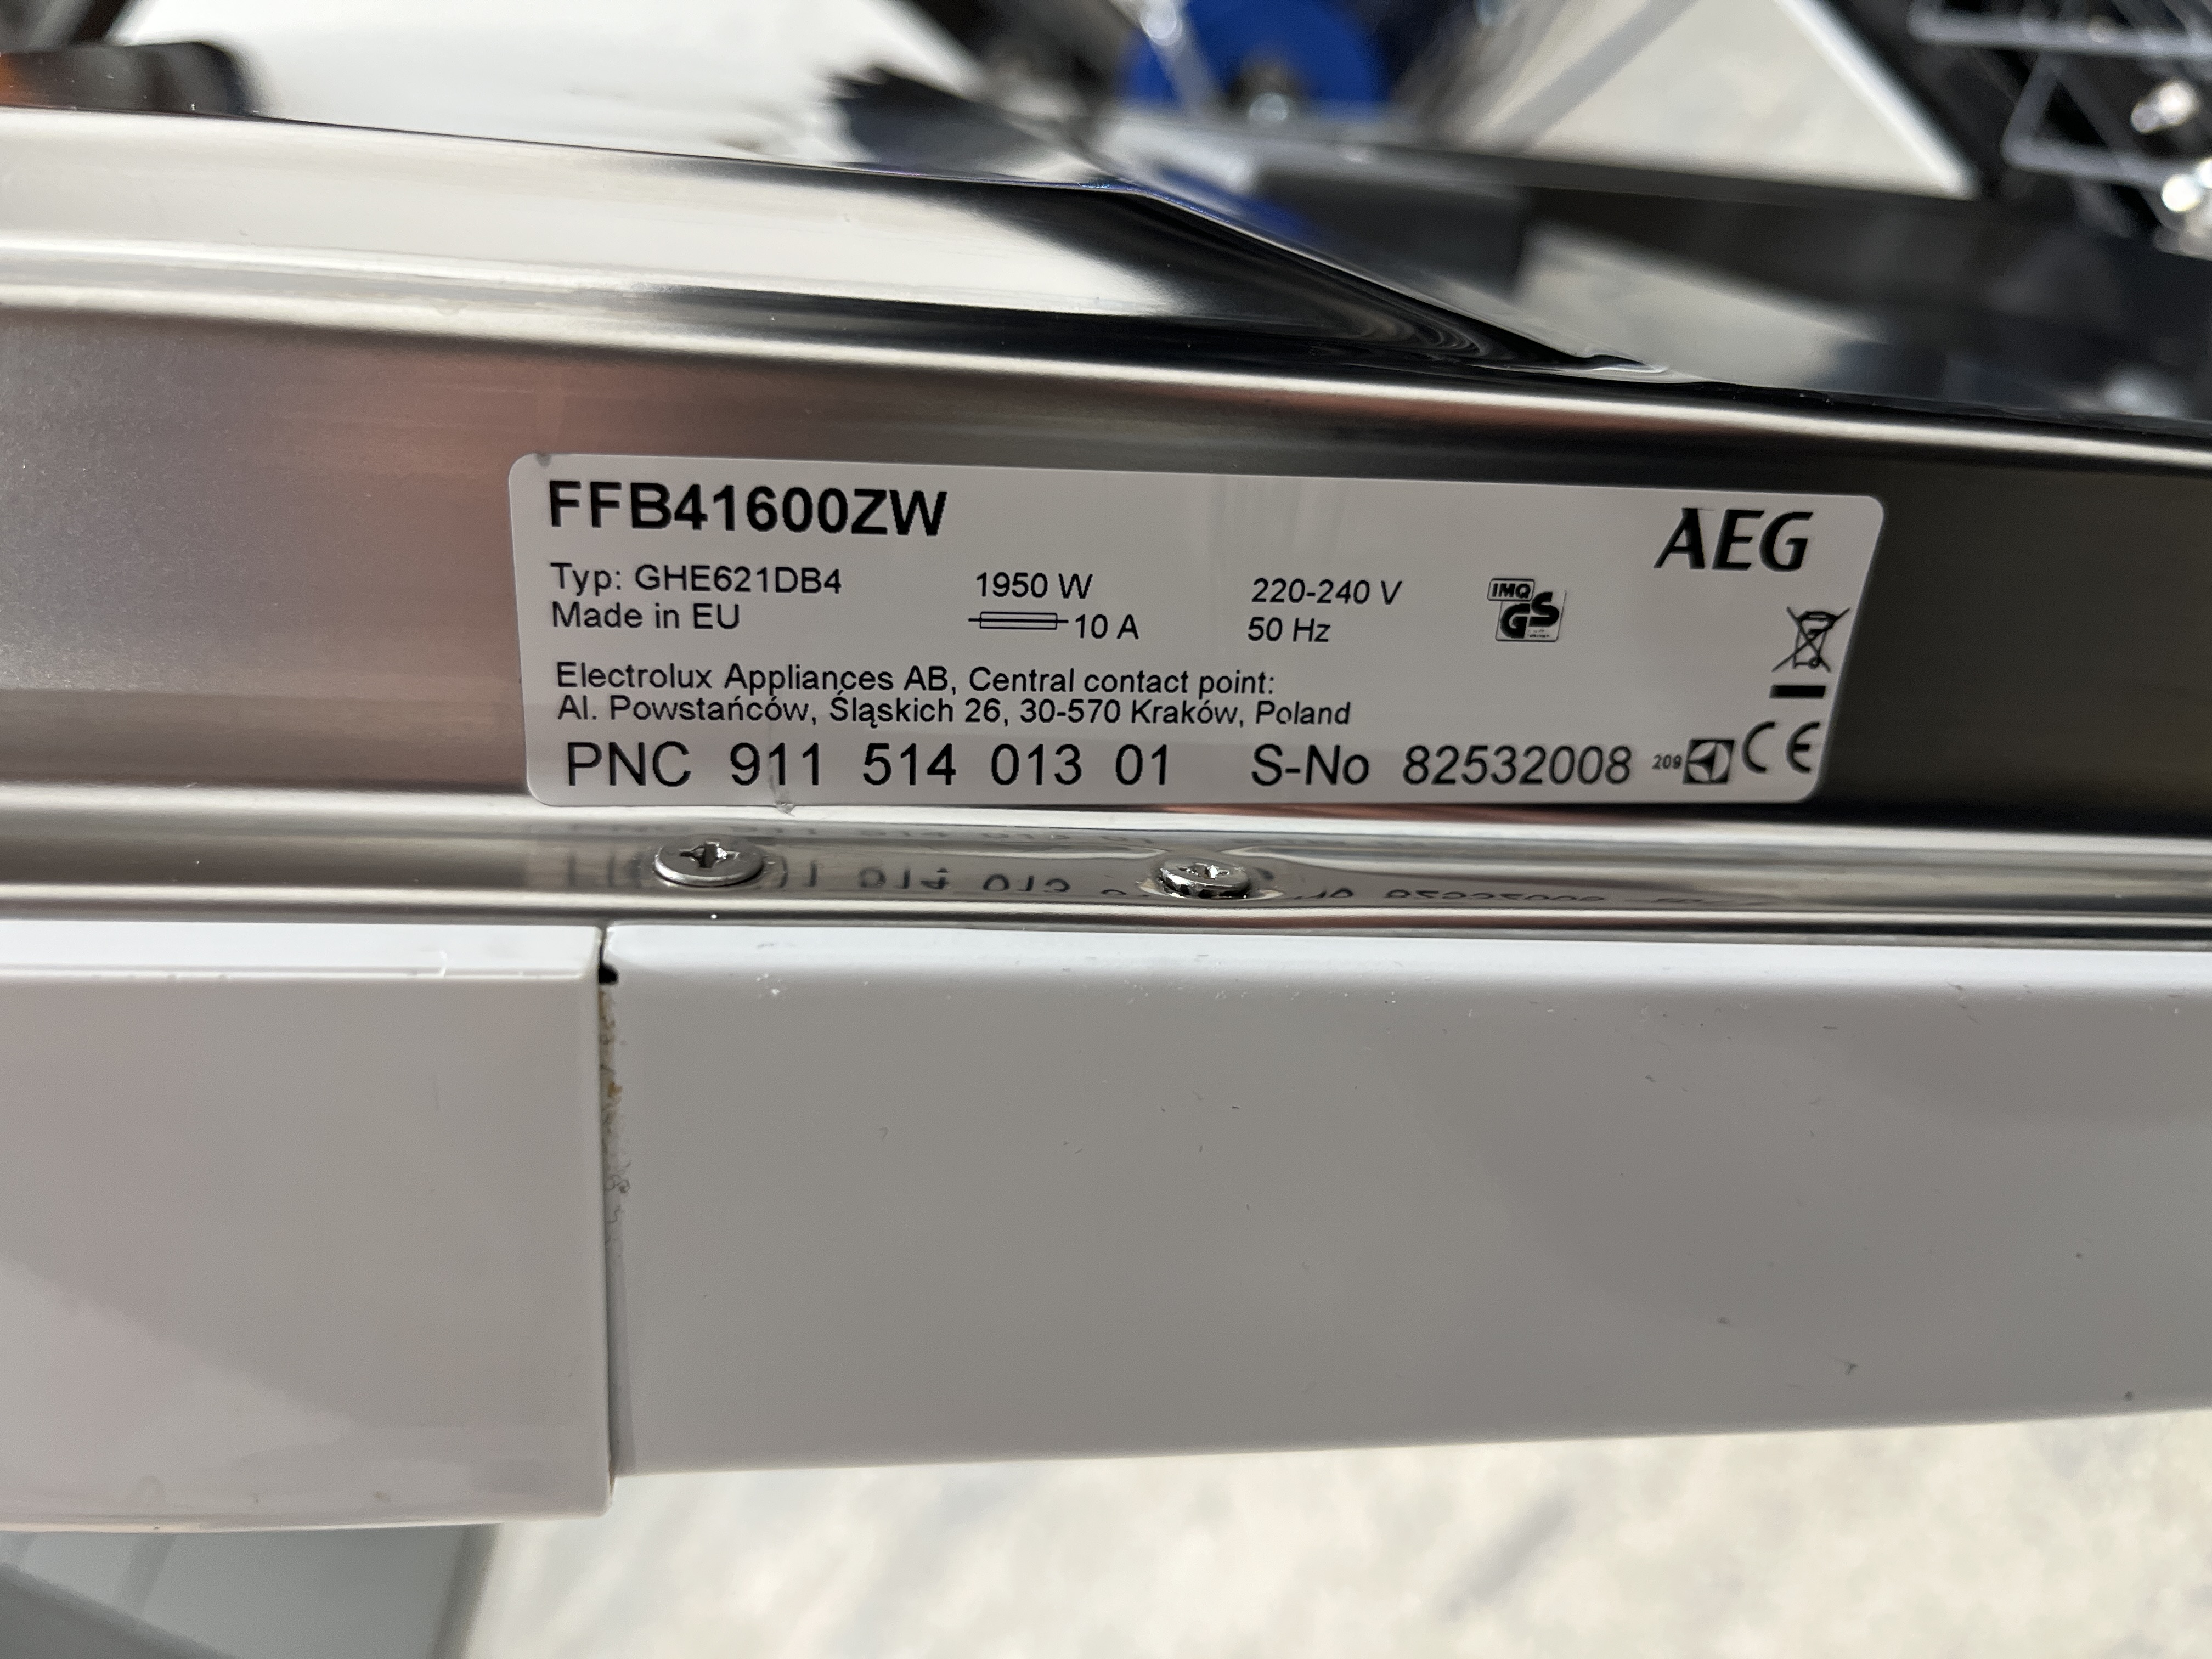 FFB41600ZW
AEG
Typ: GHE621DB4
1950 W
220-240 V
IMQ
GS
Made in EU
10 A
50 Hz
Electrolux Appliances AB, Central contact point:
Al. Powstańców, Śląskich 26, 30-570 Kraków, Poland
PNC 911 514 013 01 S-No 82532008 209 CE